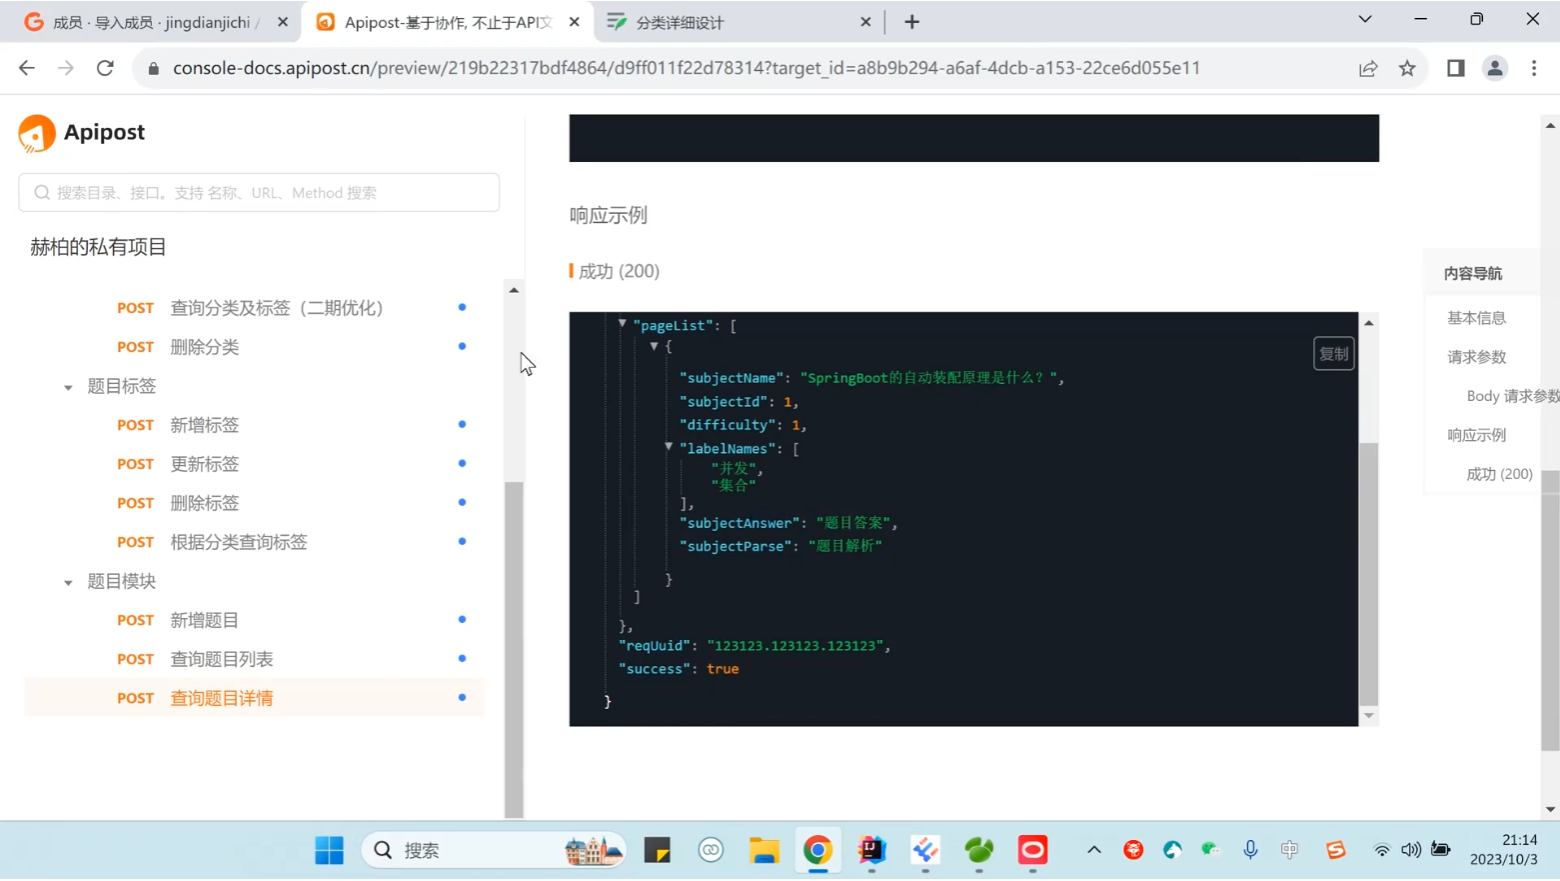 成员 · 导入成员 · jingdianjichi /
Apipost-基于协作, 不止于API文
分类详细设计
console-docs.apipost.cn/preview/219b22317bdf4864/d9ff011f22d78314?target_id=a8b9b294-a6af-4dcb-a153-22ce6d055e11
Apipost
搜索目录、接口。支持 名称、URL、Method 搜索
赫柏的私有项目
POST 查询分类及标签（二期优化）
POST 删除分类
题目标签
POST 新增标签
POST 更新标签
POST 删除标签
POST 根据分类查询标签
题目模块
POST 新增题目
POST 查询题目列表
POST 查询题目详情
响应示例
成功 (200)
复制
"pageList": [
{
"subjectName": "SpringBoot的自动装配原理是什么？",
"subjectId": 1,
"difficulty": 1,
"labelNames": [
"并发",
"集合"
],
"subjectAnswer": "题目答案",
"subjectParse": "题目解析"
}
]
},
"reqUuid": "123123.123123.123123",
"success": true
}
内容导航
基本信息
请求参数
Body 请求参数
响应示例
成功 (200)
搜索
中
21:14
2023/10/3